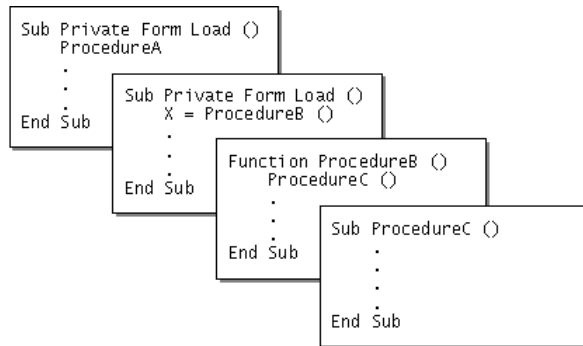 Sub Private Form Load ()
ProcedureA
.
.
.
End Sub
Sub Private Form Load ()
X = ProcedureB ()
.
.
.
End Sub
Function ProcedureB ()
ProcedureC ()
.
.
.
End Sub
Sub ProcedureC ()
.
.
.
.
End Sub